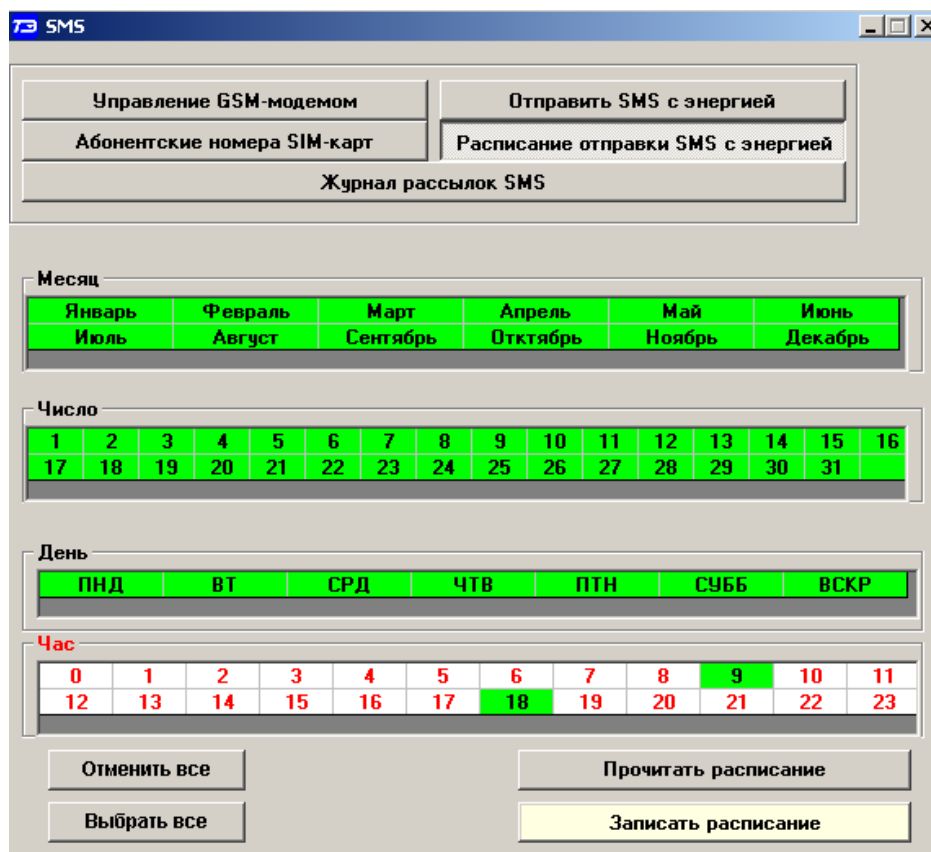 ТЭ SMS
Управление GSM-модемом Отправить SMS с энергией
Абонентские номера SIM-карт Расписание отправки SMS с энергией
Журнал рассылок SMS
Месяц
Январь Февраль Март Апрель Май Июнь
Июль Август Сентябрь Отктябрь Ноябрь Декабрь
Число
1 2 3 4 5 6 7 8 9 10 11 12 13 14 15 16
17 18 19 20 21 22 23 24 25 26 27 28 29 30 31
День
ПНД ВТ СРД ЧТВ ПТН СУББ ВСКР
Час
0 1 2 3 4 5 6 7 8 9 10 11
12 13 14 15 16 17 18 19 20 21 22 23
Отменить все Прочитать расписание
Выбрать все Записать расписание